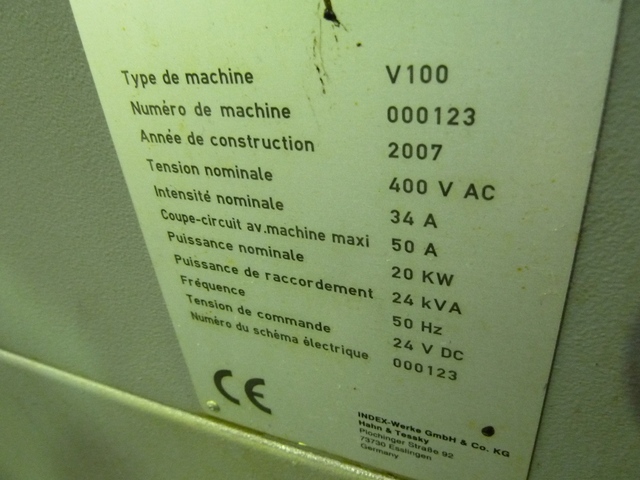 Type de machine V100
Numéro de machine 000123
Année de construction 2007
Tension nominale 400 V AC
Intensité nominale 34 A
Coupe-circuit av.machine maxi 50 A
Puissance nominale 20 KW
Puissance de raccordement 24 kVA
Fréquence 50 Hz
Tension de commande 24 V DC
Numéro du schéma électrique 000123
CE
INDEX-Werke GmbH & Co. KG
Hahn & Tessky
Plochinger Straße 92
73730 Esslingen
Germany